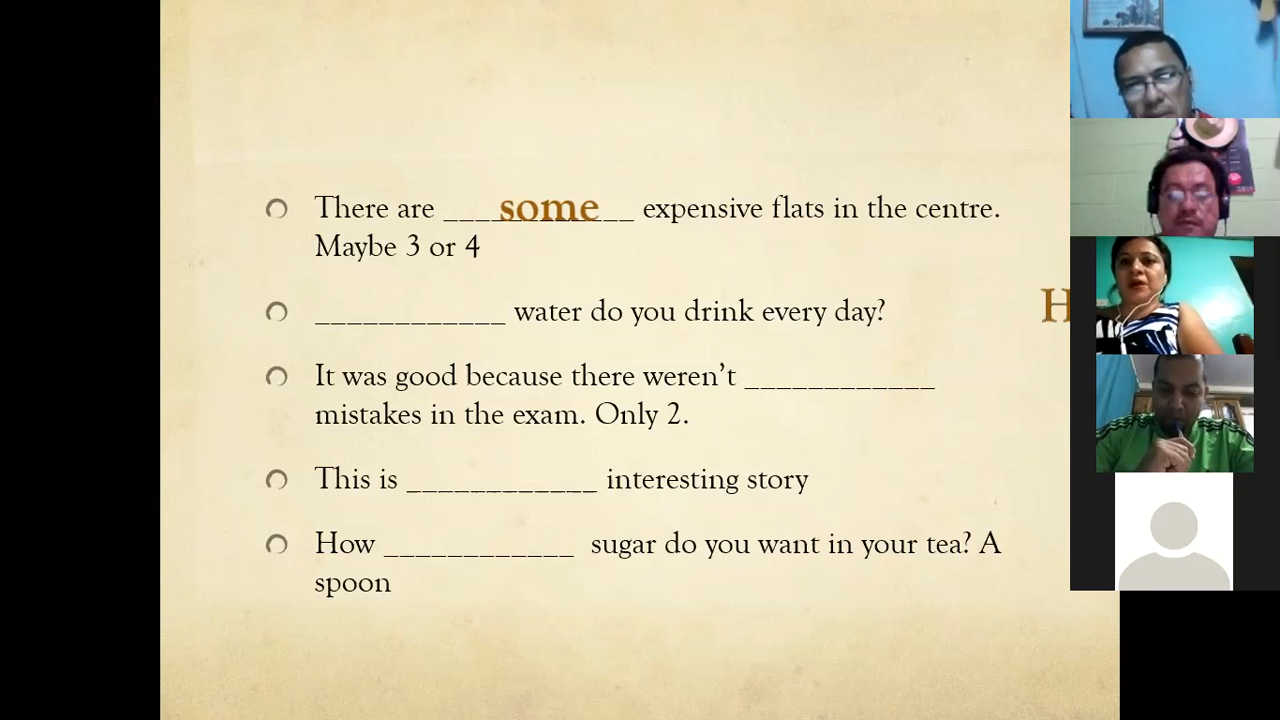 There are ___some__ expensive flats in the centre.
Maybe 3 or 4
____________ water do you drink every day?
H
It was good because there weren't ____________
mistakes in the exam. Only 2.
This is ____________ interesting story
How ____________ sugar do you want in your tea? A
spoon